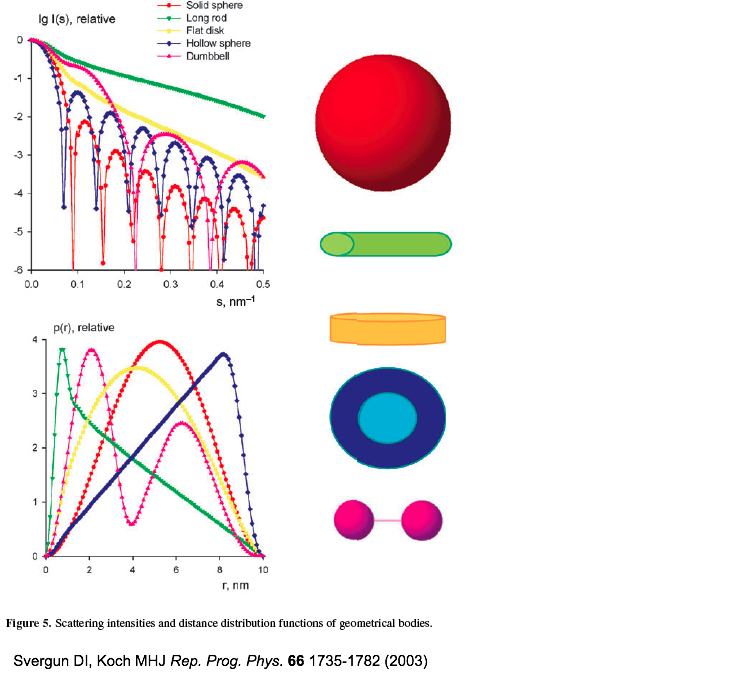 lg I(s), relative
Solid sphere
Long rod
Flat disk
Hollow sphere
Dumbbell
0
-1
-2
-3
-4
-5
-6
0.0 0.1 0.2 0.3 0.4 0.5
s, nm⁻¹
p(r), relative
4
3
2
1
0
0 2 4 6 8 10
r, nm
Figure 5. Scattering intensities and distance distribution functions of geometrical bodies.
Svergun DI, Koch MHJ Rep. Prog. Phys. 66 1735-1782 (2003)